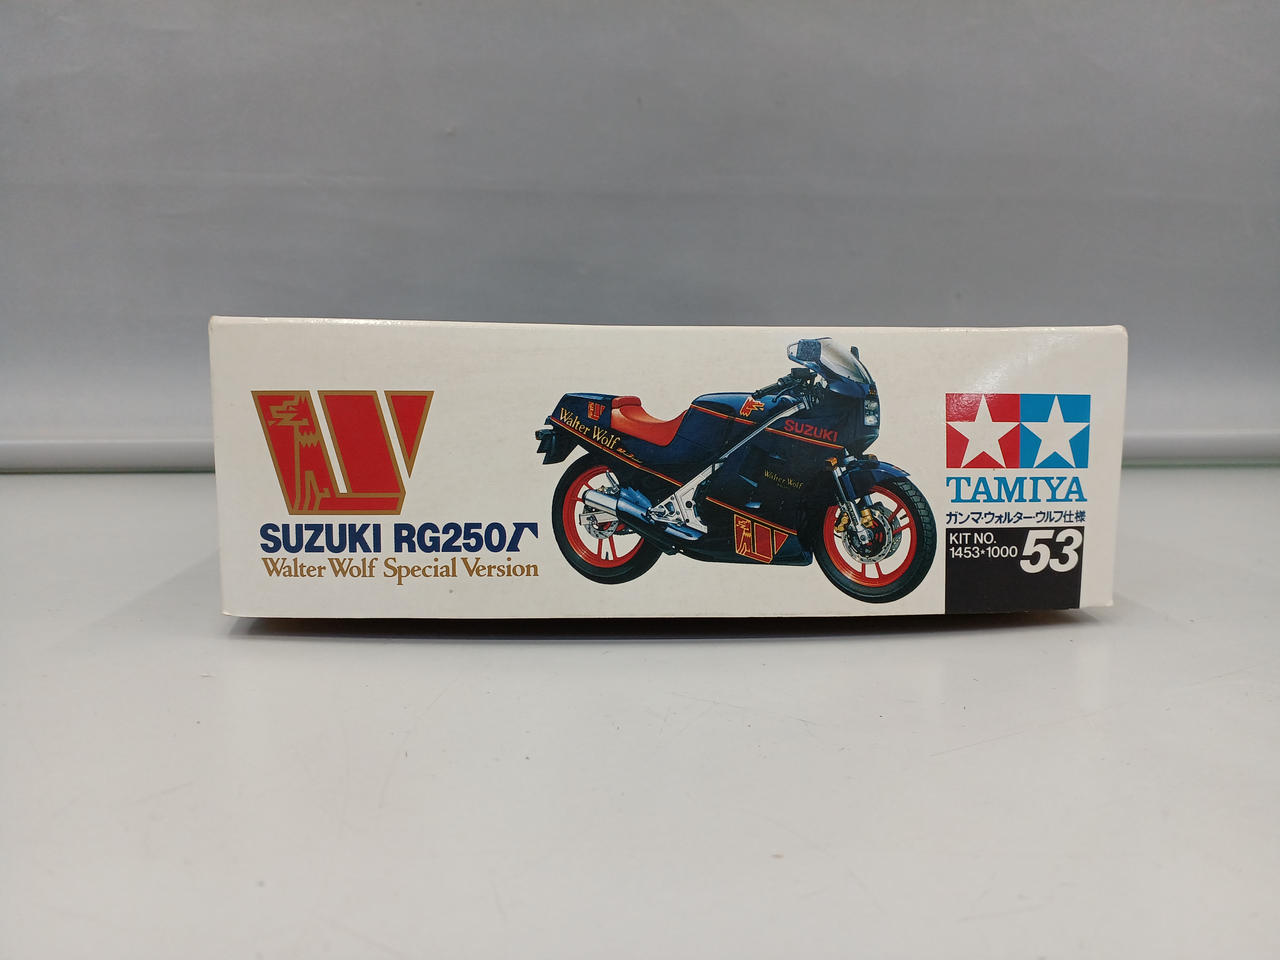 SUZUKI RG250Γ
Walter Wolf Special Version
Walter Wolf
SUZUKI
Walter Wolf
TAMIYA
ガンマ・ウォルター・ウルフ仕様
KIT NO.
1453★1000
53